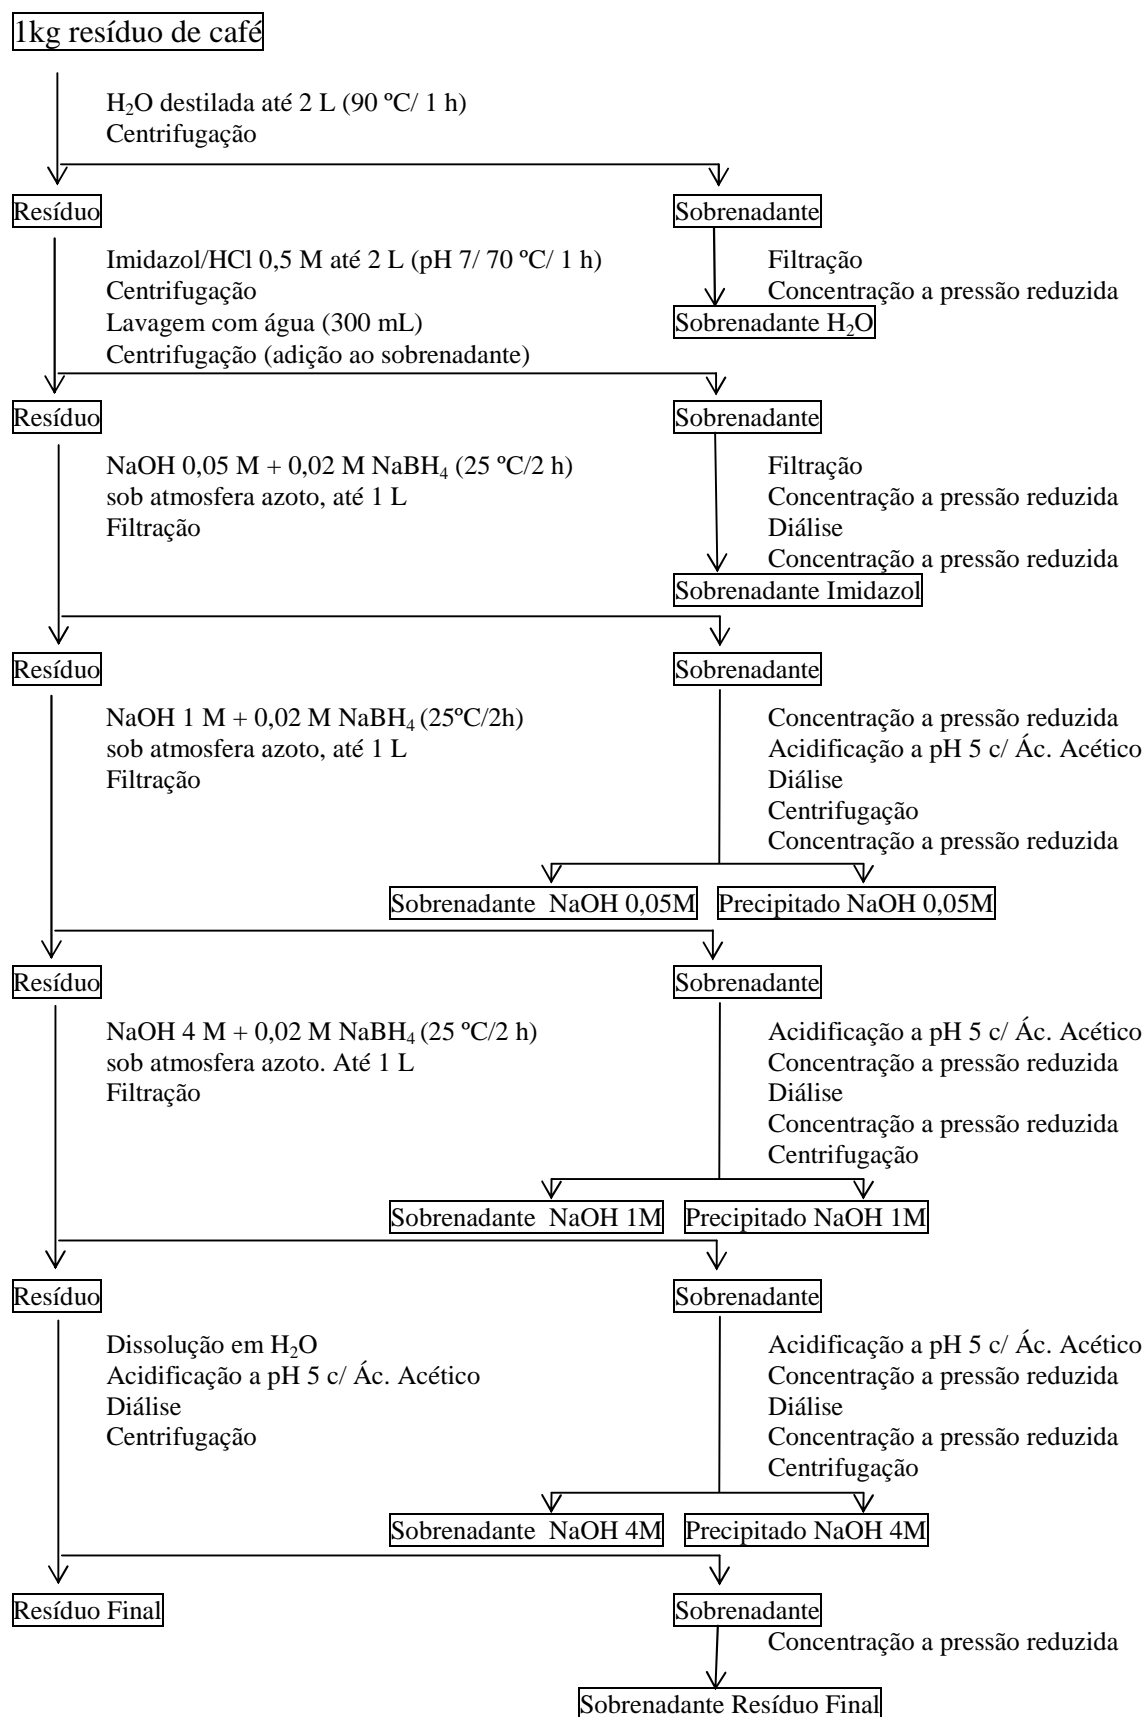 1kg resíduo de café
H₂O destilada até 2 L (90 ºC/ 1 h)
Centrifugação
Resíduo
Sobrenadante
Imidazol/HCl 0,5 M até 2 L (pH 7/ 70 ºC/ 1 h)
Centrifugação
Lavagem com água (300 mL)
Centrifugação (adição ao sobrenadante)
Filtração
Concentração a pressão reduzida
Sobrenadante H₂O
Resíduo
Sobrenadante
NaOH 0,05 M + 0,02 M NaBH₄ (25 ºC/2 h)
sob atmosfera azoto, até 1 L
Filtração
Filtração
Concentração a pressão reduzida
Diálise
Concentração a pressão reduzida
Sobrenadante Imidazol
Resíduo
Sobrenadante
NaOH 1 M + 0,02 M NaBH₄ (25ºC/2h)
sob atmosfera azoto, até 1 L
Filtração
Concentração a pressão reduzida
Acidificação a pH 5 c/ Ác. Acético
Diálise
Centrifugação
Concentração a pressão reduzida
Sobrenadante NaOH 0,05M
Precipitado NaOH 0,05M
Resíduo
Sobrenadante
NaOH 4 M + 0,02 M NaBH₄ (25 ºC/2 h)
sob atmosfera azoto. Até 1 L
Filtração
Acidificação a pH 5 c/ Ác. Acético
Concentração a pressão reduzida
Diálise
Concentração a pressão reduzida
Centrifugação
Sobrenadante NaOH 1M
Precipitado NaOH 1M
Resíduo
Sobrenadante
Dissolução em H₂O
Acidificação a pH 5 c/ Ác. Acético
Diálise
Centrifugação
Acidificação a pH 5 c/ Ác. Acético
Concentração a pressão reduzida
Diálise
Concentração a pressão reduzida
Centrifugação
Sobrenadante NaOH 4M
Precipitado NaOH 4M
Resíduo Final
Sobrenadante
Concentração a pressão reduzida
Sobrenadante Resíduo Final